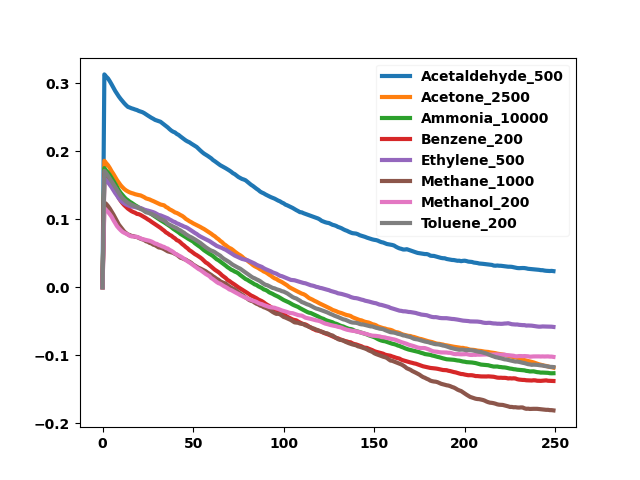 0.3
0.2
0.1
0.0
−0.1
−0.2
0 50 100 150 200 250
Acetaldehyde_500
Acetone_2500
Ammonia_10000
Benzene_200
Ethylene_500
Methane_1000
Methanol_200
Toluene_200